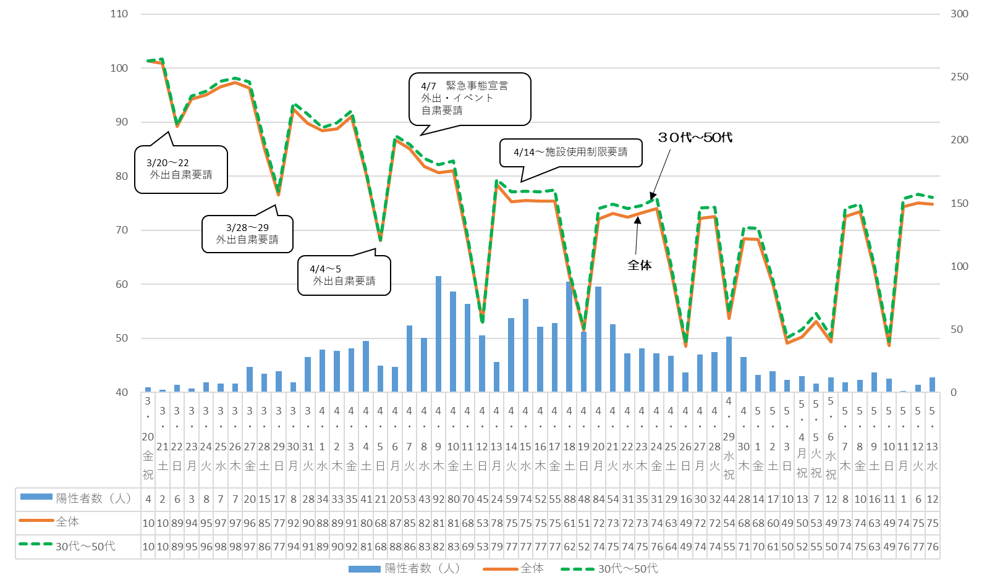 110
100
90
80
70
60
50
40
300
250
200
150
100
50
0
3/20～22
外出自粛要請
3/28～29
外出自粛要請
4/4～5
外出自粛要請
4/7　緊急事態宣言
外出・イベント
自粛要請
4/14～施設使用制限要請
３０代～50代
全体
3・20金祝 3・21土 3・22日 3・23月 3・24火 3・25水 3・26木 3・27金 3・28土 3・29日 3・30月 3・31火 4・1水 4・2木 4・3金 4・4土 4・5日 4・6月 4・7火 4・8水 4・9木 4・10金 4・11土 4・12日 4・13月 4・14火 4・15水 4・16木 4・17金 4・18土 4・19日 4・20月 4・21火 4・22水 4・23木 4・24金 4・25土 4・26日 4・27月 4・28火 4・29水祝 4・30木 5・1金 5・2土 5・3日 5・4月祝 5・5火祝 5・6水祝 5・7木 5・8金 5・9土 5・10日 5・11月 5・12火 5・13水
陽性者数（人） 4 2 6 3 8 7 7 20 15 17 8 28 34 33 35 41 21 20 53 43 92 80 70 45 24 59 74 52 55 88 48 84 54 31 35 31 29 16 30 32 44 28 14 17 10 13 7 12 8 10 16 11 1 6 12
全体 10 10 89 94 95 97 97 96 85 77 92 90 88 89 91 80 68 87 85 82 81 81 68 53 78 75 75 75 75 61 51 72 73 72 73 74 63 49 72 72 54 68 68 60 49 50 53 49 73 74 63 49 74 75 75
30代～50代 10 10 89 95 96 98 98 97 86 77 94 91 89 90 92 81 68 88 86 83 82 83 69 53 79 77 77 77 77 62 52 74 75 74 75 76 64 49 74 74 55 71 70 61 50 52 55 50 74 75 63 49 76 77 76
陽性者数（人） 全体 30代～50代